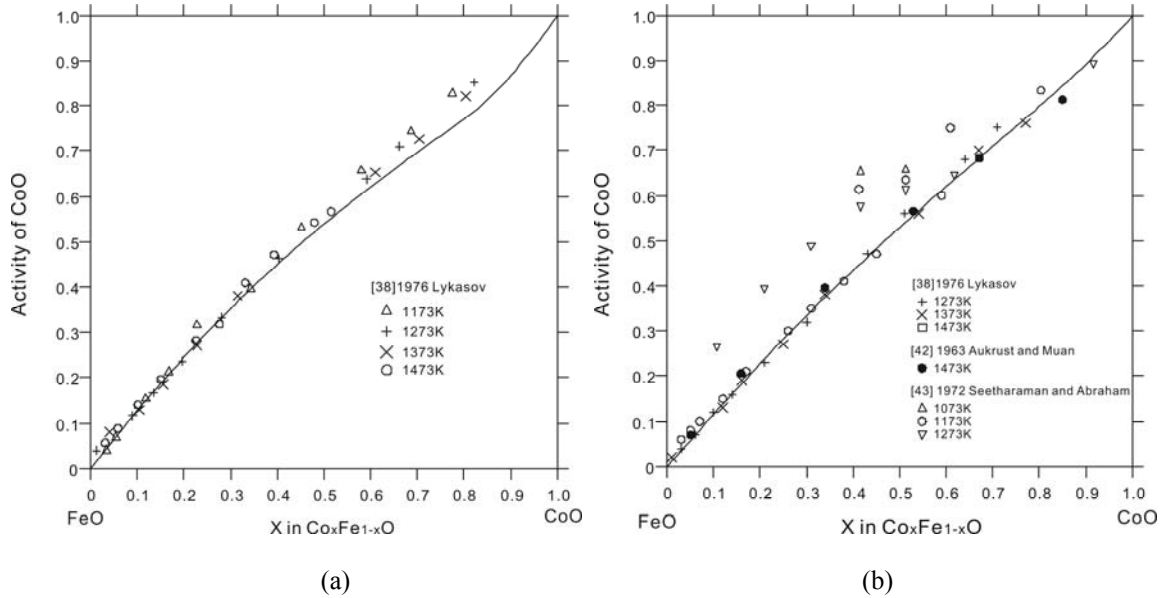 1.0
0.9
0.8
0.7
0.6
0.5
0.4
0.3
0.2
0.1
0
Activity of CoO
[38]1976 Lykasov
1173K
1273K
1373K
1473K
0 0.1 0.2 0.3 0.4 0.5 0.6 0.7 0.8 0.9 1.0
FeO X in CoxFe1-xO CoO
(a)
1.0
0.9
0.8
0.7
0.6
0.5
0.4
0.3
0.2
0.1
0
Activity of CoO
[38]1976 Lykasov
1273K
1373K
1473K
[42] 1963 Aukrust and Muan
1473K
[43] 1972 Seetharaman and Abraham
1073K
1173K
1273K
0 0.1 0.2 0.3 0.4 0.5 0.6 0.7 0.8 0.9 1.0
FeO X in CoxFe1-xO CoO
(b)